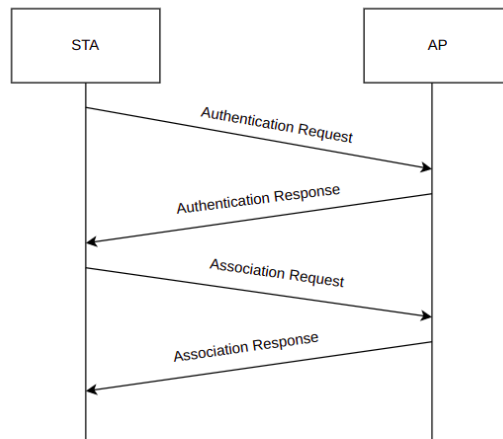 STA
AP
Authentication Request
Authentication Response
Association Request
Association Response